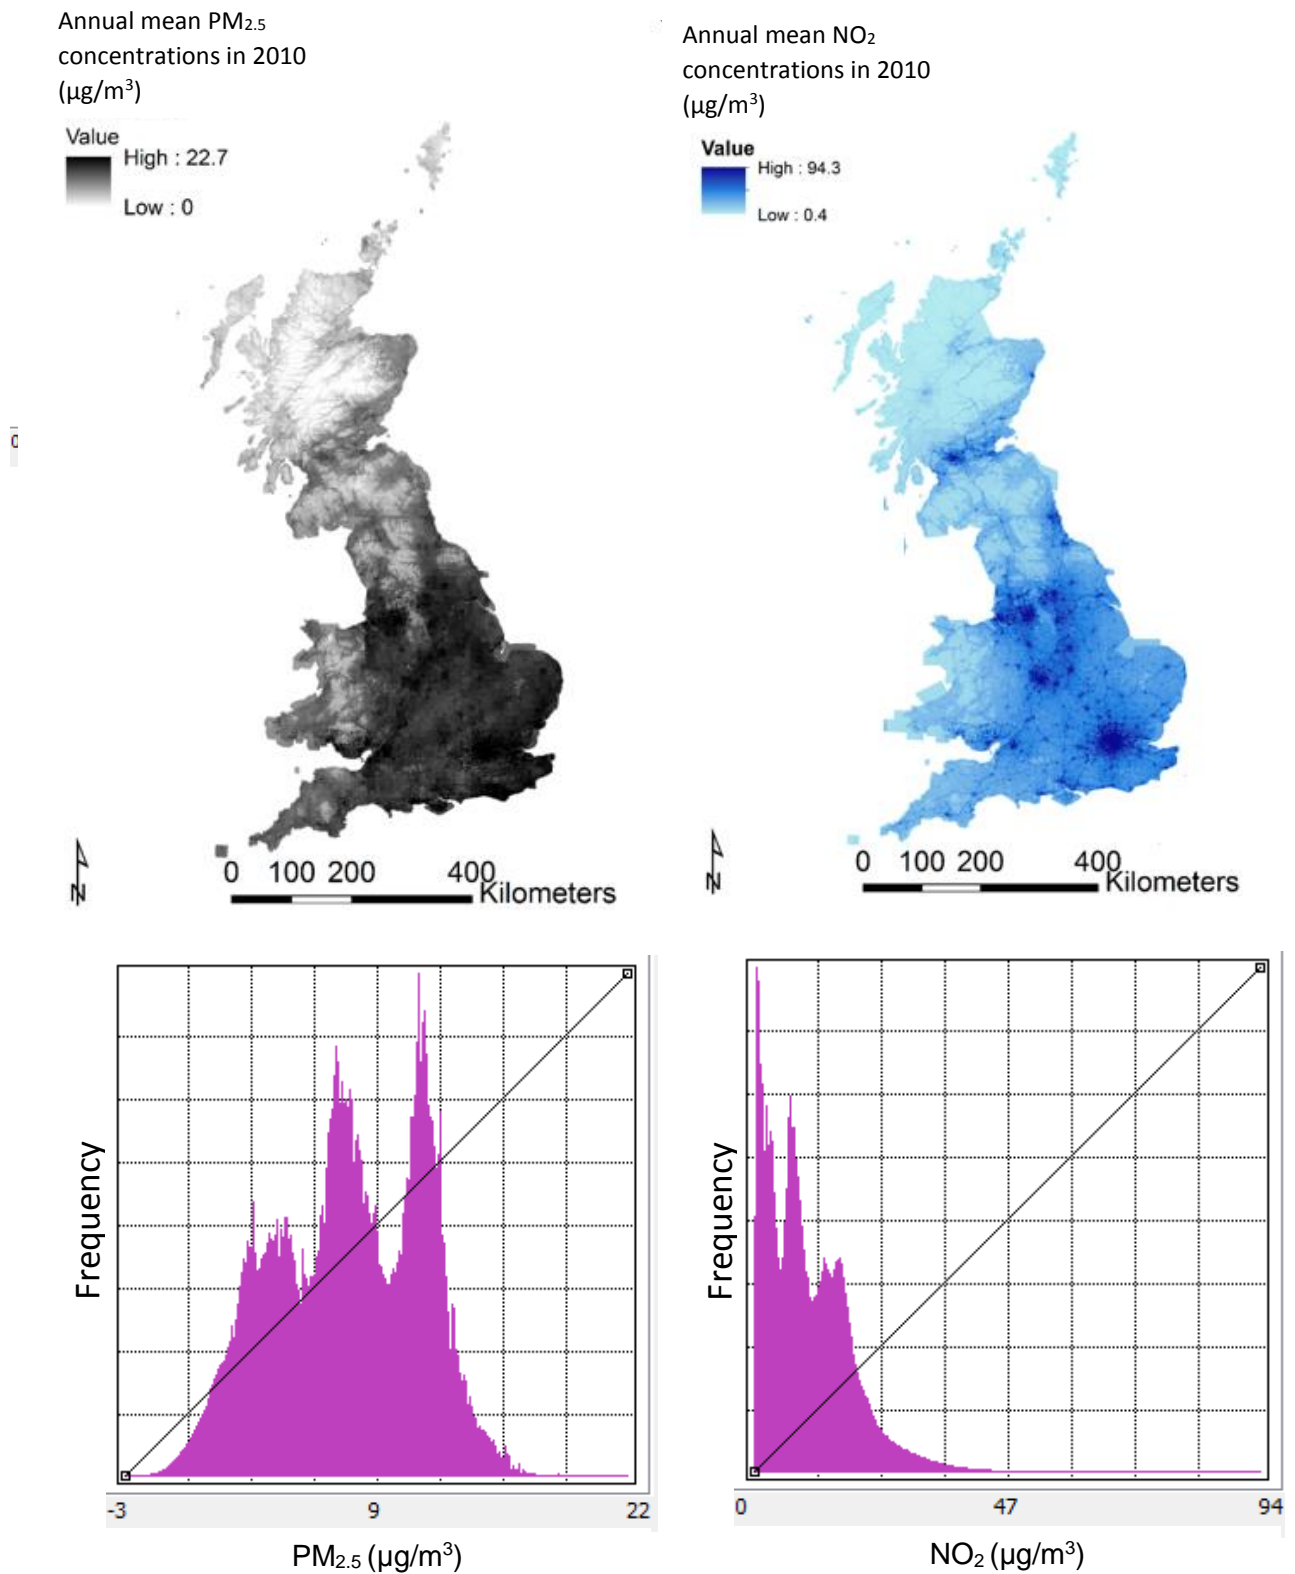 Annual mean PM2.5
concentrations in 2010
(µg/m3)
Value
High : 22.7
Low : 0
0 100 200 400
Kilometers
N
Annual mean NO2
concentrations in 2010
(µg/m3)
Value
High : 94.3
Low : 0.4
0 100 200 400
Kilometers
N
Frequency
-3 9 22
PM2.5 (µg/m3)
Frequency
0 47 94
NO2 (µg/m3)